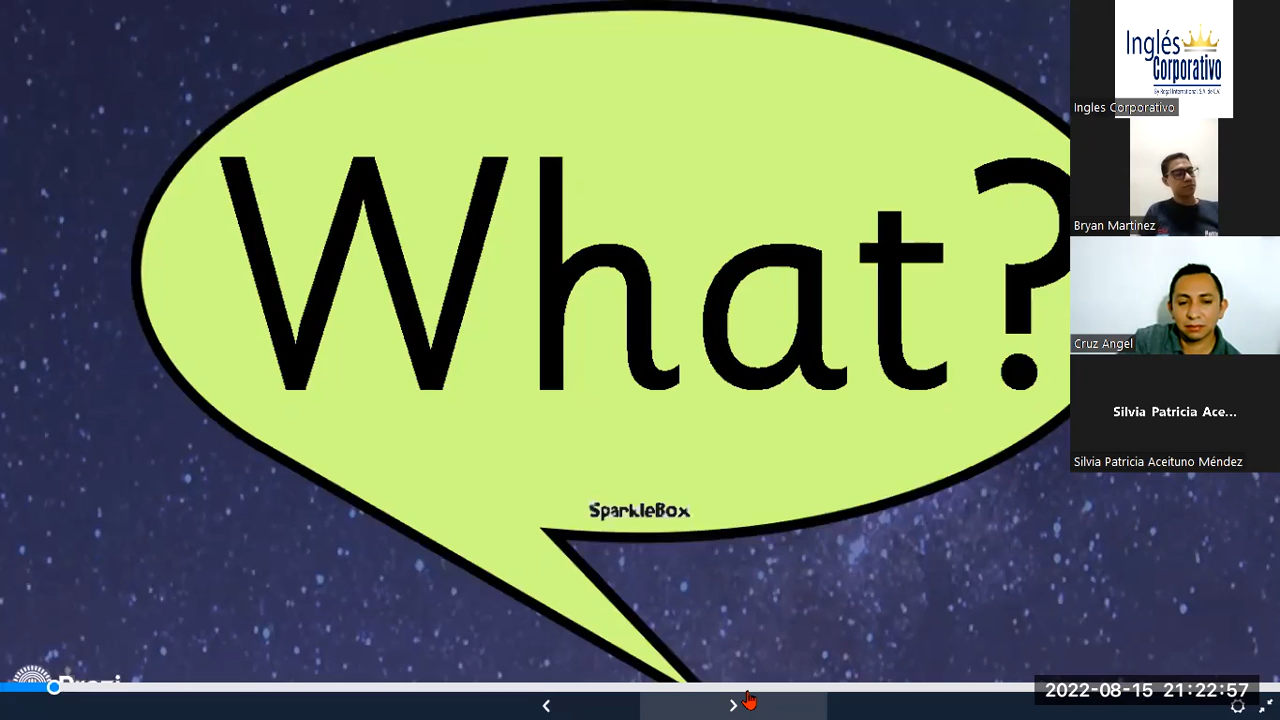 What?
SparkleBox
Prezi
Inglés
Corporativo
Ingles Corporativo
Bryan Martinez
Cruz Angel
Silvia Patricia Ace...
Silvia Patricia Aceituno Méndez
2022-08-15 21:22:57